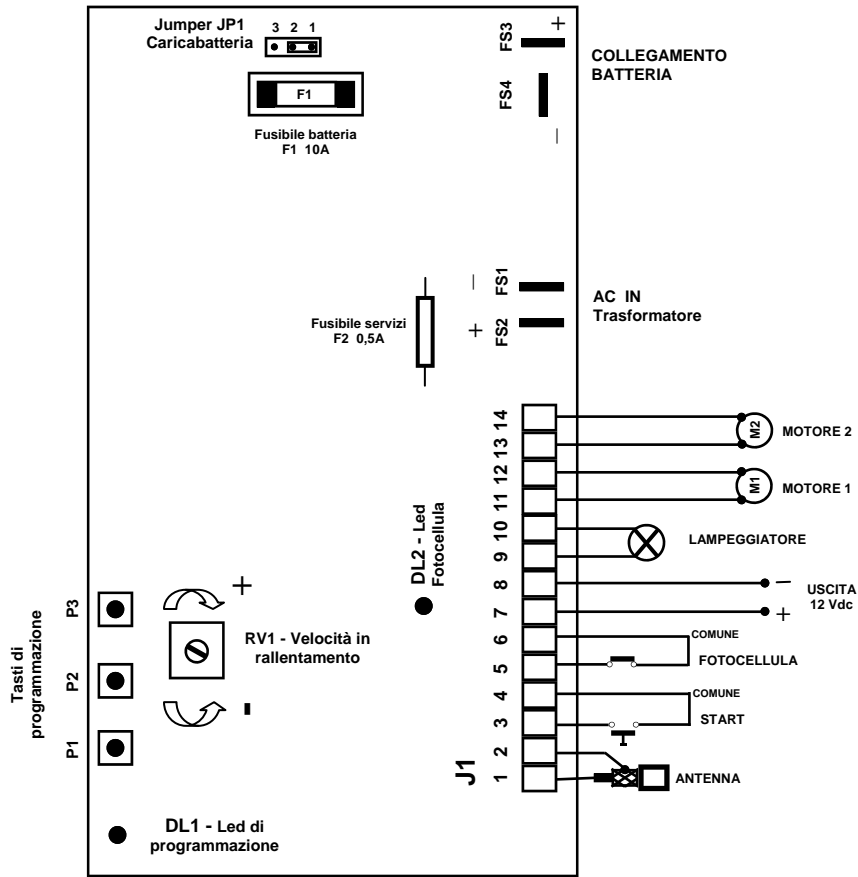 Jumper JP1
Caricabatteria
3 2 1
F1
Fusibile batteria
F1 10A
FS3
+
FS4
–
COLLEGAMENTO
BATTERIA
–
FS1
+
FS2
AC IN
Trasformatore
Fusibile servizi
F2 0,5A
14
13
12
11
10
9
8
7
6
5
4
3
2
1
J1
M2
MOTORE 2
M1
MOTORE 1
LAMPEGGIATORE
–
+
USCITA
12 Vdc
COMUNE
FOTOCELLULA
COMUNE
START
ANTENNA
DL2 - Led
Fotocellula
Tasti di
programmazione
P3
P2
P1
+
-
RV1 - Velocità in
rallentamento
DL1 - Led di
programmazione